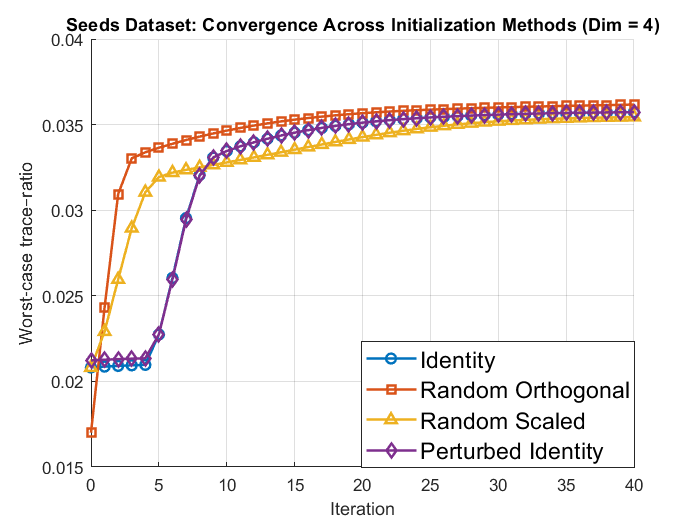 Seeds Dataset: Convergence Across Initialization Methods (Dim = 4)
0.04
0.035
0.03
0.025
0.02
0.015
Worst-case trace-ratio
0
5
10
15
20
25
30
35
40
Iteration
Identity
Random Orthogonal
Random Scaled
Perturbed Identity